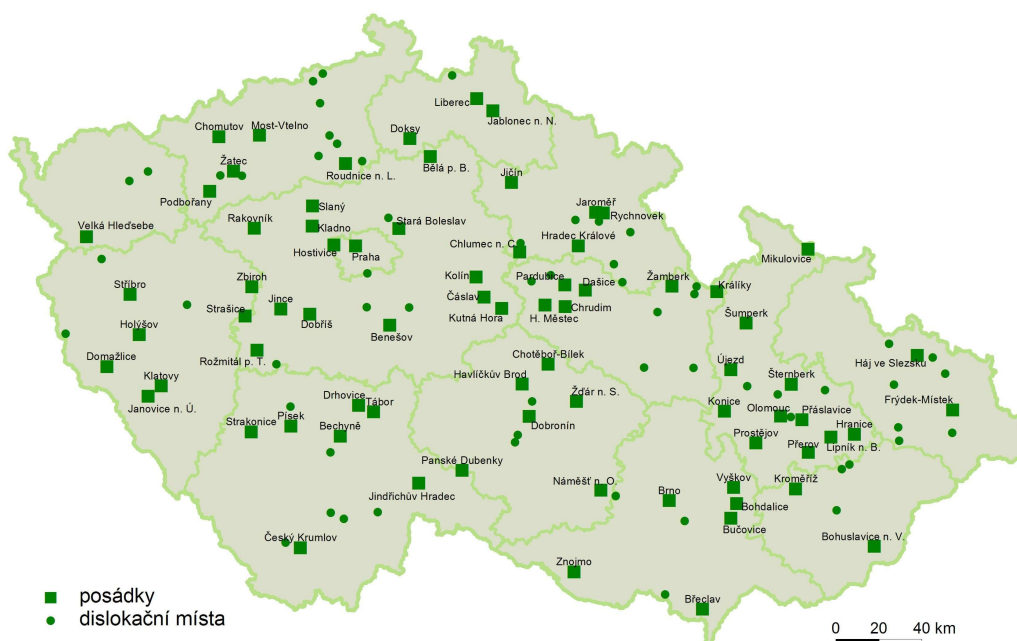 Liberec
Jablonec n. N.
Chomutov
Most-Vtelno
Doksy
Žatec
Bělá p. B.
Roudnice n. L.
Jičín
Podbořany
Slaný
Jaroměř
Rychnovek
Velká Hleďsebe
Rakovník
Kladno
Stará Boleslav
Hostivice
Praha
Chlumec n. C.
Hradec Králové
Mikulovice
Zbiroh
Kolín
Pardubice
Dašice
Žamberk
Králíky
Stříbro
Jince
Čáslav
Strašice
Dobříš
Kutná Hora
H. Městec
Chrudim
Šumperk
Holýšov
Benešov
Rožmitál p. T.
Chotěboř-Bílek
Háj ve Slezsku
Domažlice
Klatovy
Havlíčkův Brod
Žďár n. S.
Újezd
Šternberk
Janovice n. Ú.
Drhovice
Tábor
Frýdek-Místek
Strakonice
Písek
Bechyně
Dobronín
Konice
Olomouc
Přáslavice
Prostějov
Hranice
Přerov
Lipník n. B.
Panské Dubenky
Jindřichův Hradec
Náměšť n. O.
Brno
Vyškov
Kroměříž
Bohdalice
Bučovice
Český Krumlov
Bohuslavice n. V.
Znojmo
Břeclav
posádky
dislokační místa
0 20 40 km